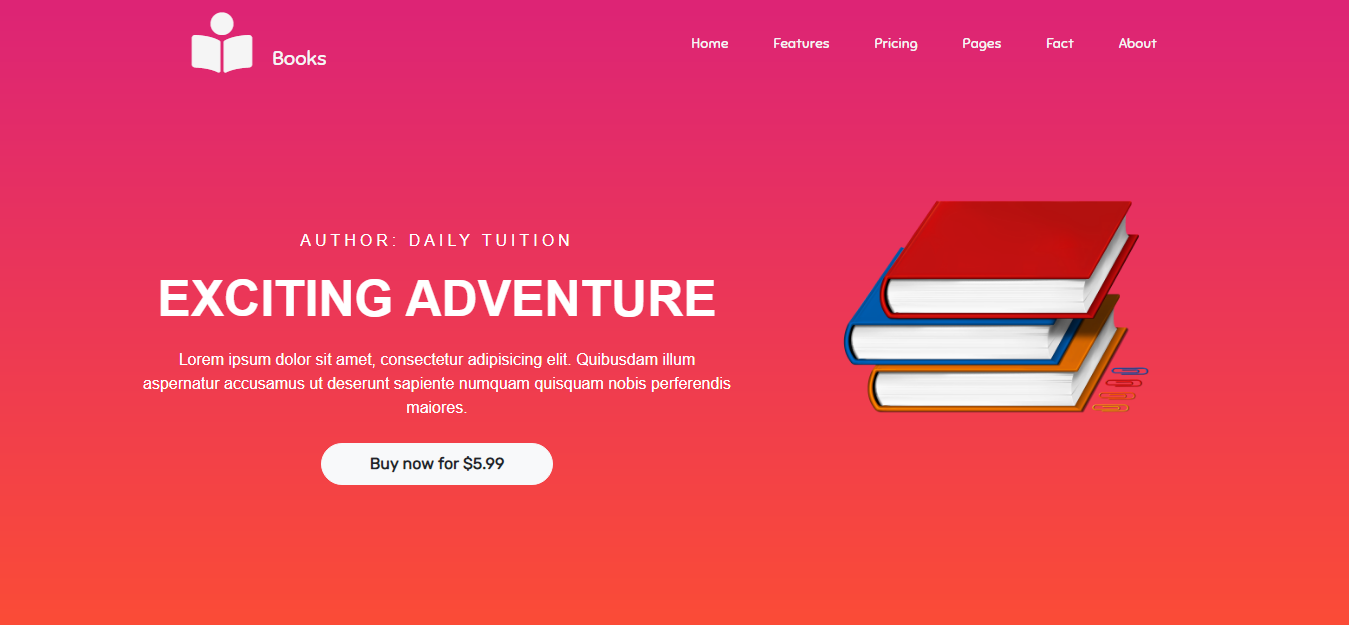 Books
Home Features Pricing Pages Fact About
AUTHOR: DAILY TUITION
EXCITING ADVENTURE
Lorem ipsum dolor sit amet, consectetur adipisicing elit. Quibusdam illum
aspernatur accusamus ut deserunt sapiente numquam quisquam nobis perferendis
maiores.
Buy now for $5.99